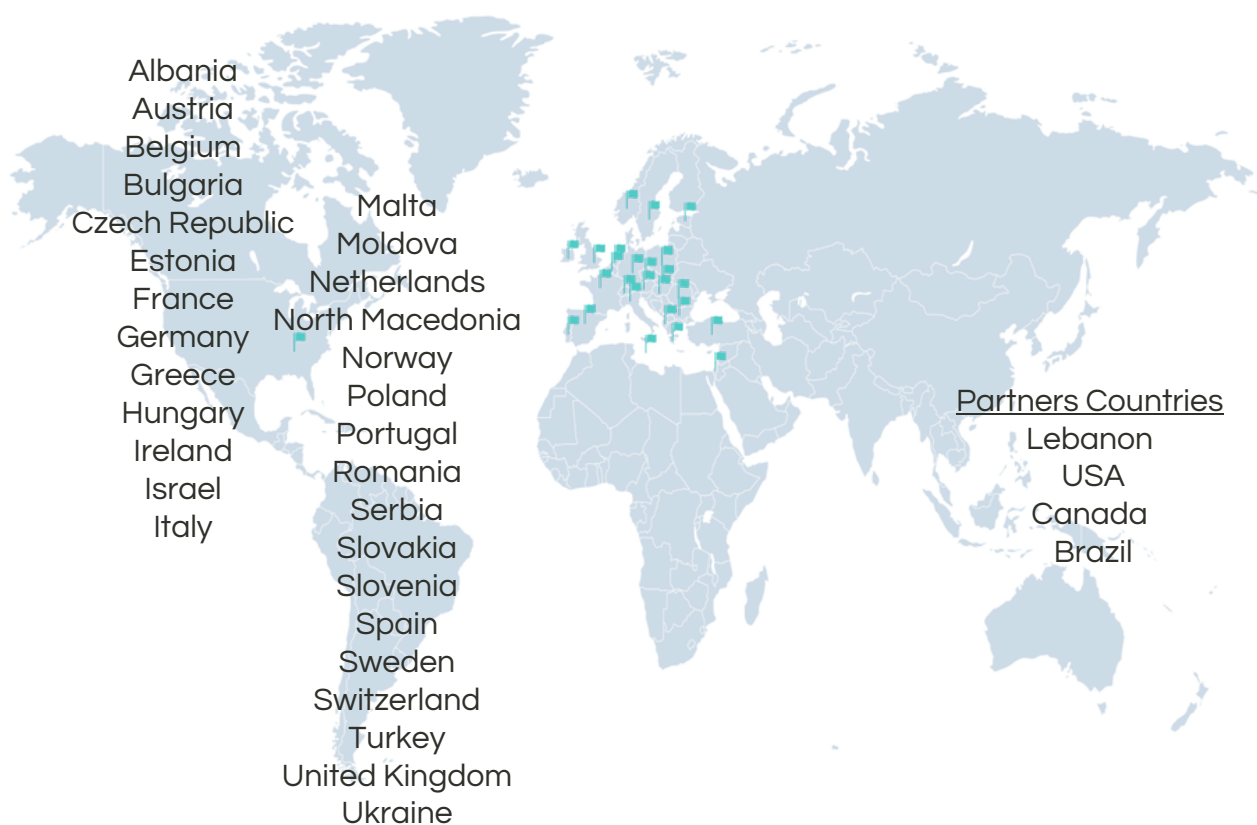 Albania
Austria
Belgium
Bulgaria
Czech Republic
Estonia
France
Germany
Greece
Hungary
Ireland
Israel
Italy
Malta
Moldova
Netherlands
North Macedonia
Norway
Poland
Portugal
Romania
Serbia
Slovakia
Slovenia
Spain
Sweden
Switzerland
Turkey
United Kingdom
Ukraine
Partners Countries
Lebanon
USA
Canada
Brazil